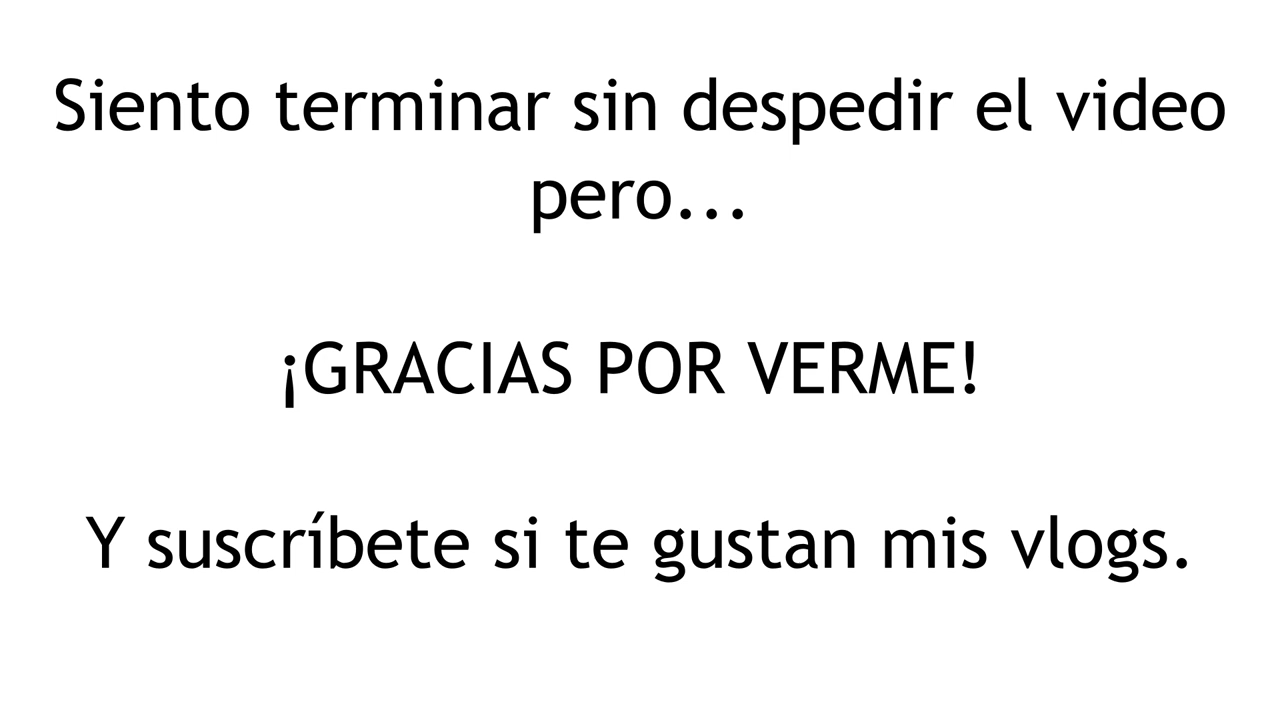 Siento terminar sin despedir el video
pero...
¡GRACIAS POR VERME!
Y suscríbete si te gustan mis vlogs.